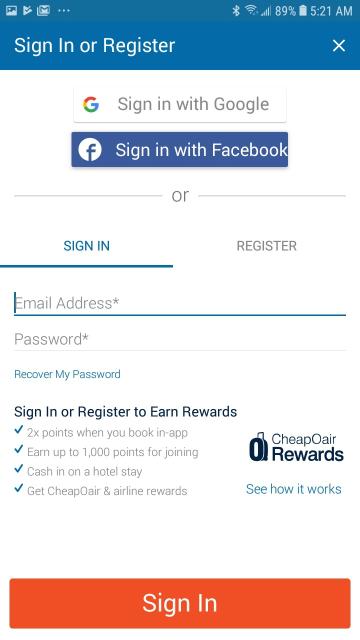 89% 5:21 AM
Sign In or Register
Sign in with Google
Sign in with Facebook
or
SIGN IN
REGISTER
Email Address*
Password*
Recover My Password
Sign In or Register to Earn Rewards
2x points when you book in-app
Earn up to 1,000 points for joining
Cash in on a hotel stay
Get CheapOair & airline rewards
CheapOair
Rewards
See how it works
Sign In